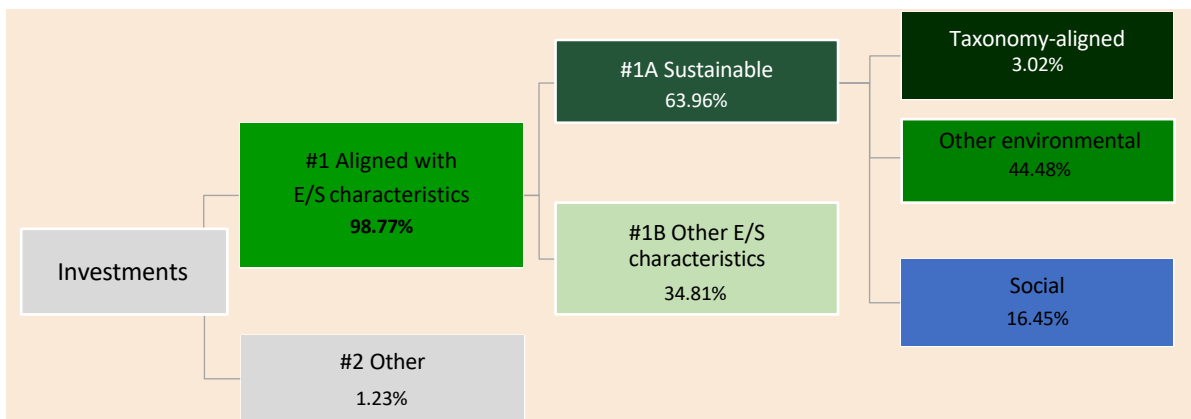 Investments
#1 Aligned with
E/S characteristics
98.77%
#2 Other
1.23%
#1A Sustainable
63.96%
#1B Other E/S
characteristics
34.81%
Taxonomy-aligned
3.02%
Other environmental
44.48%
Social
16.45%